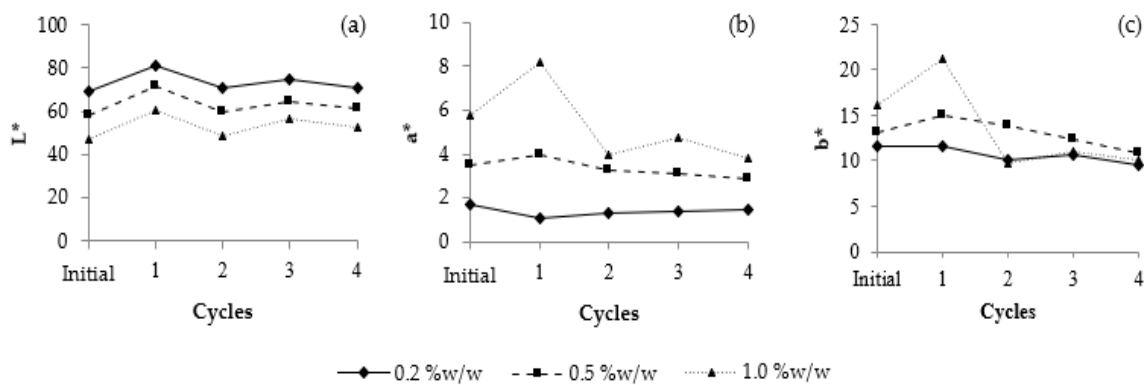 (a)
100
80
60
40
20
0
L*
Initial 1 2 3 4
Cycles
(b)
10
8
6
4
2
0
a*
Initial 1 2 3 4
Cycles
(c)
25
20
15
10
5
0
b*
Initial 1 2 3 4
Cycles
0.2 %w/w 0.5 %w/w 1.0 %w/w